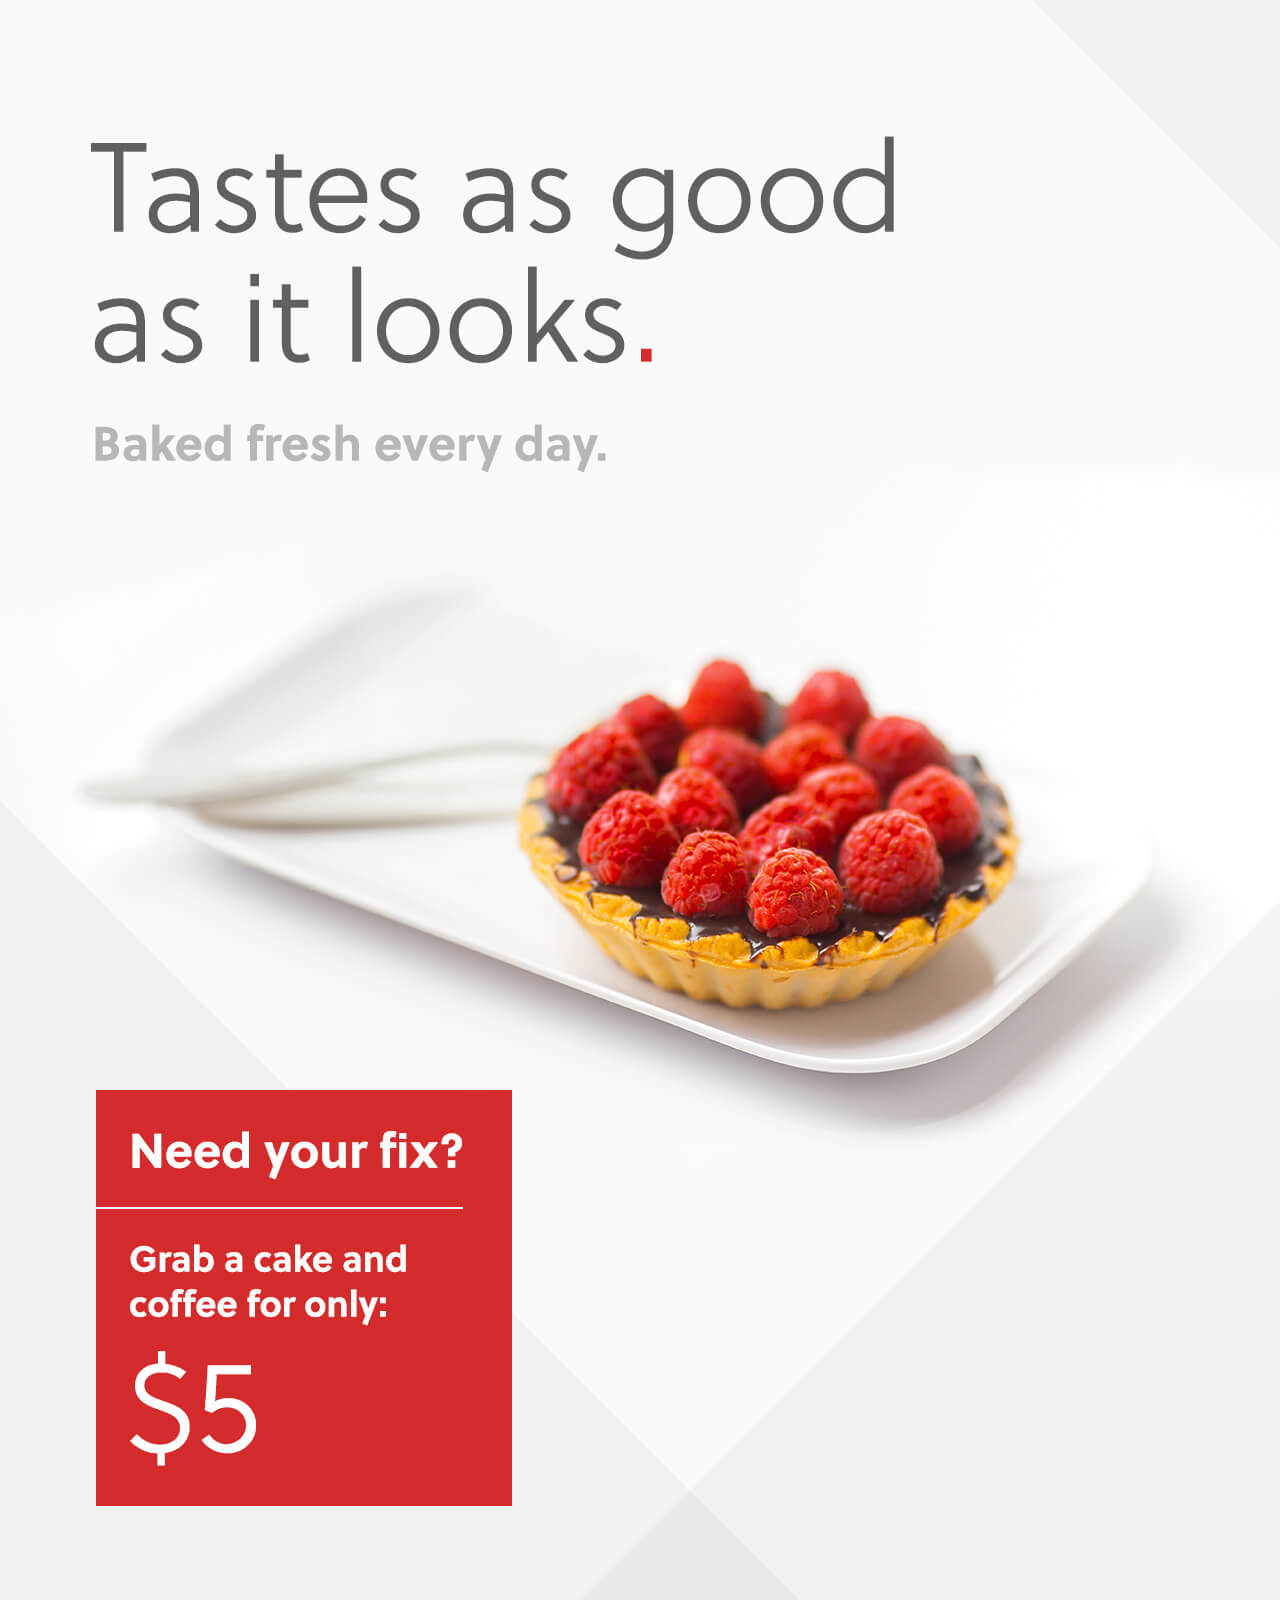 Tastes as good
as it looks.
Baked fresh every day.
Need your fix?
Grab a cake and
coffee for only:
$5